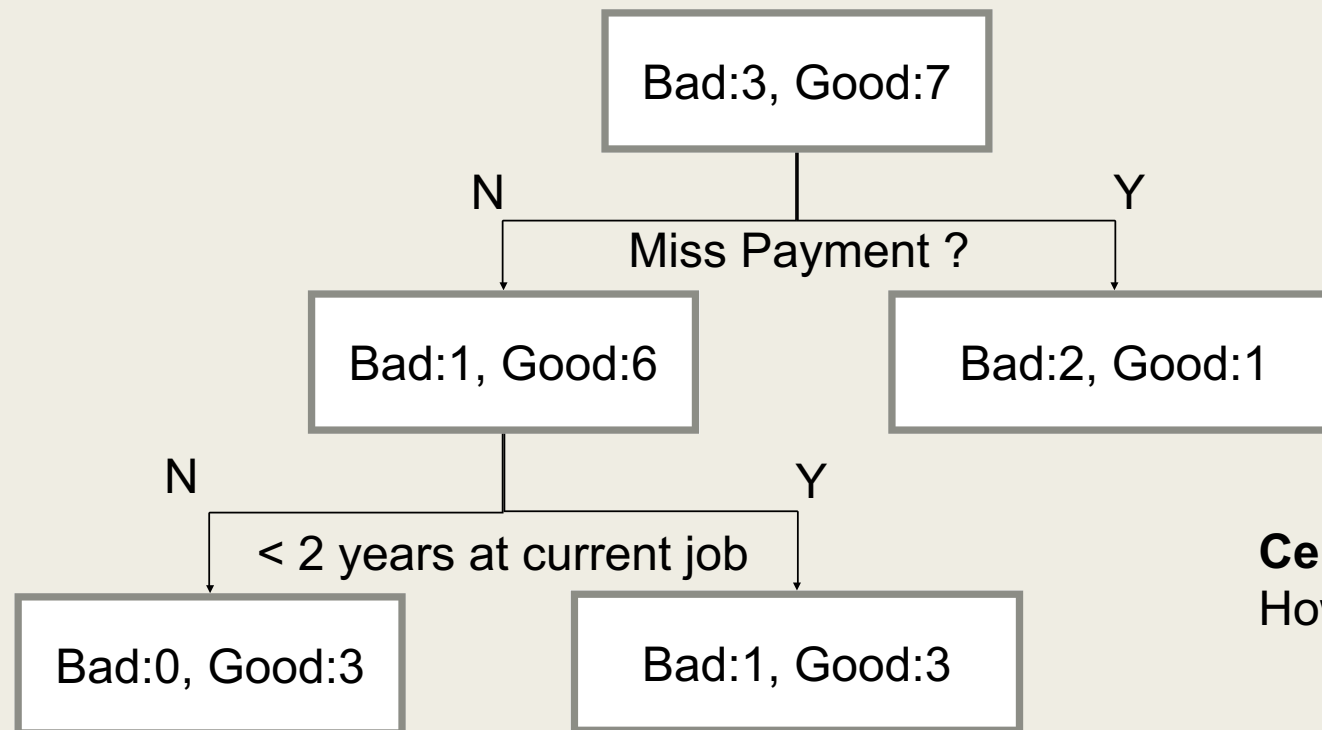 Bad:3, Good:7
N
Y
Miss Payment ?
Bad:1, Good:6
Bad:2, Good:1
N
Y
< 2 years at current job
Bad:0, Good:3
Bad:1, Good:3